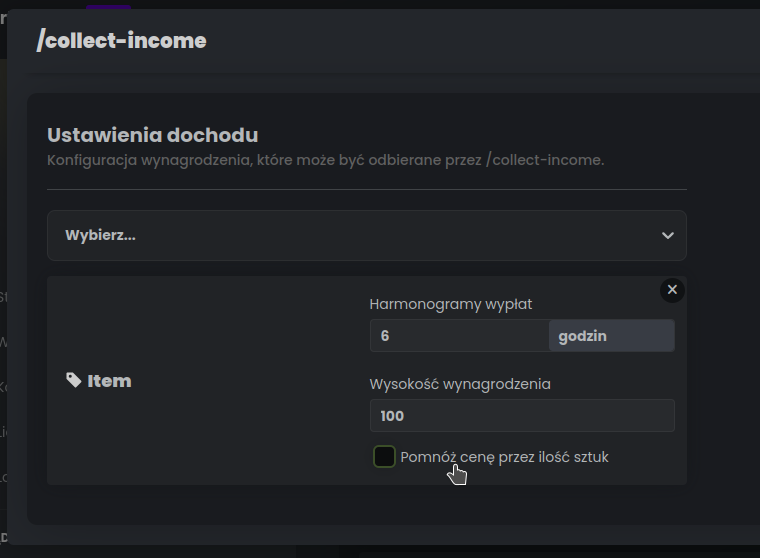 /collect-income
Ustawienia dochodu
Konfiguracja wynagrodzenia, które może być odbierane przez /collect-income.
Wybierz...
Harmonogramy wypłat
6 godzin
Item
Wysokość wynagrodzenia
100
Pomnóż cenę przez ilość sztuk